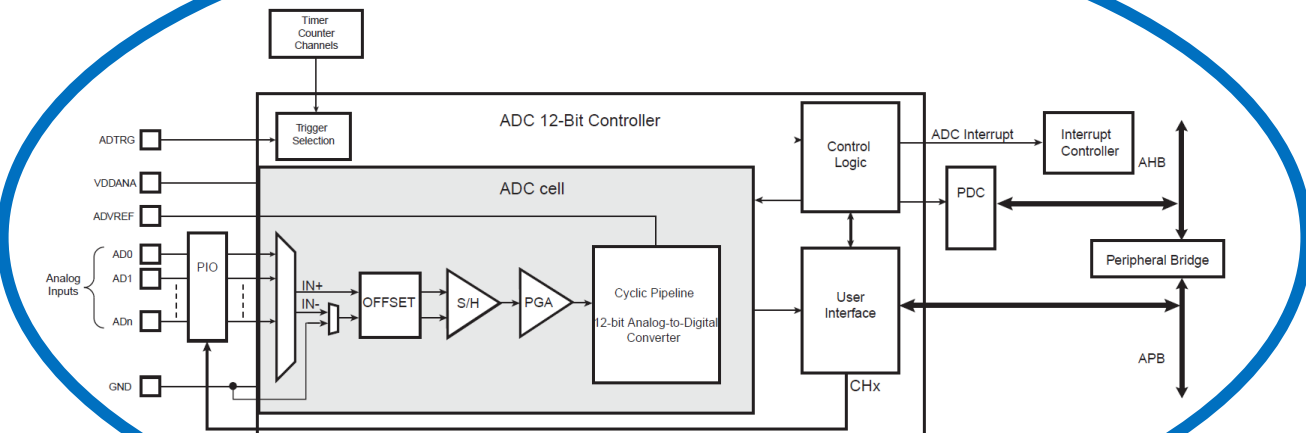 Timer
Counter
Channels
ADC 12-Bit Controller
Trigger
Selection
ADTRG
VDDANA
ADVREF
AD0
AD1
ADn
Analog
Inputs
GND
PIO
ADC cell
IN+
IN-
OFFSET
S/H
PGA
Cyclic Pipeline
12-bit Analog-to-Digital
Converter
Control
Logic
User
Interface
CHx
ADC Interrupt
Interrupt
Controller
PDC
AHB
Peripheral Bridge
APB